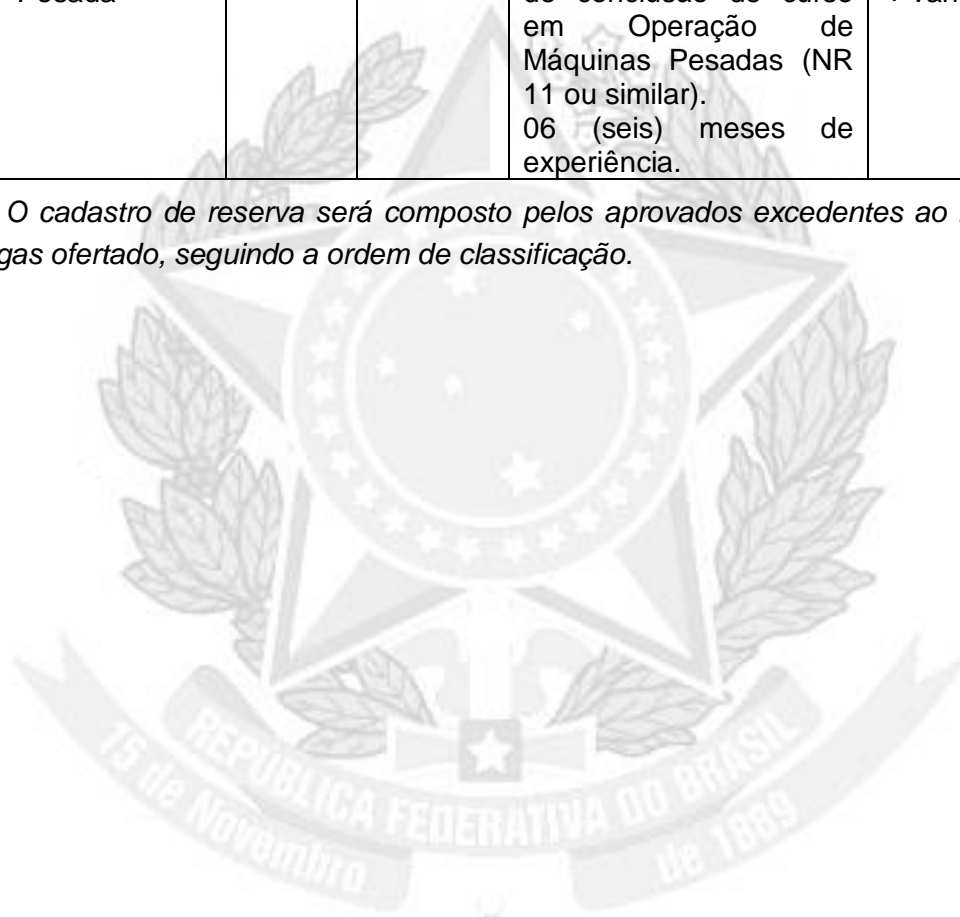 Pesada
de conclusão de curso
em Operação de
Máquinas Pesadas (NR
11 ou similar).
06 (seis) meses de
experiência.
O cadastro de reserva será composto pelos aprovados excedentes ao
gas ofertado, seguindo a ordem de classificação.
REPÚBLICA FEDERATIVA DO BRASIL
15 de Novembro de 1889